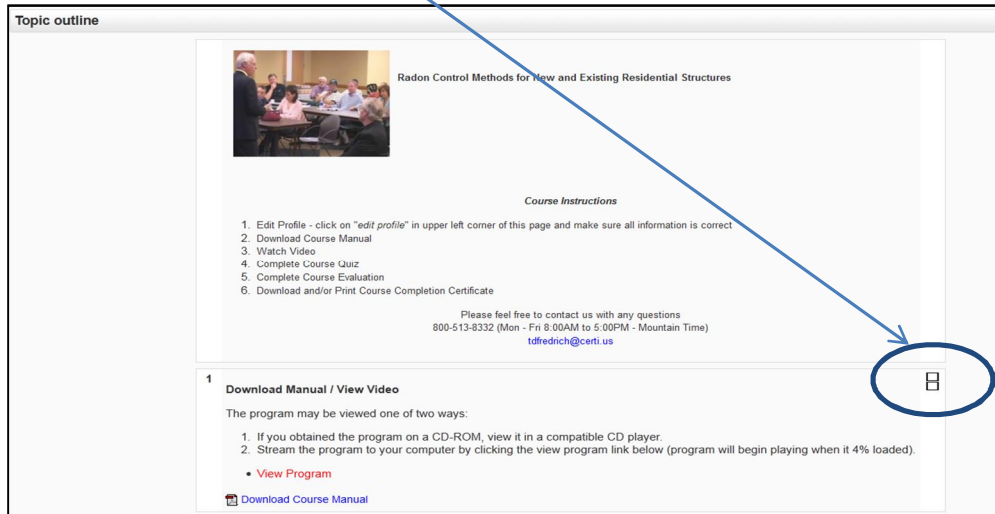 Topic outline
Radon Control Methods for New and Existing Residential Structures
Course Instructions
1. Edit Profile - click on "edit profile" in upper left corner of this page and make sure all information is correct
2. Download Course Manual
3. Watch Video
4. Complete Course Quiz
5. Complete Course Evaluation
6. Download and/or Print Course Completion Certificate
Please feel free to contact us with any questions
800-513-8332 (Mon - Fri 8:00AM to 5:00PM - Mountain Time)
tdfredrich@certi.us
1
Download Manual / View Video
The program may be viewed one of two ways:
1. If you obtained the program on a CD-ROM, view it in a compatible CD player.
2. Stream the program to your computer by clicking the view program link below (program will begin playing when it 4% loaded).
• View Program
Download Course Manual